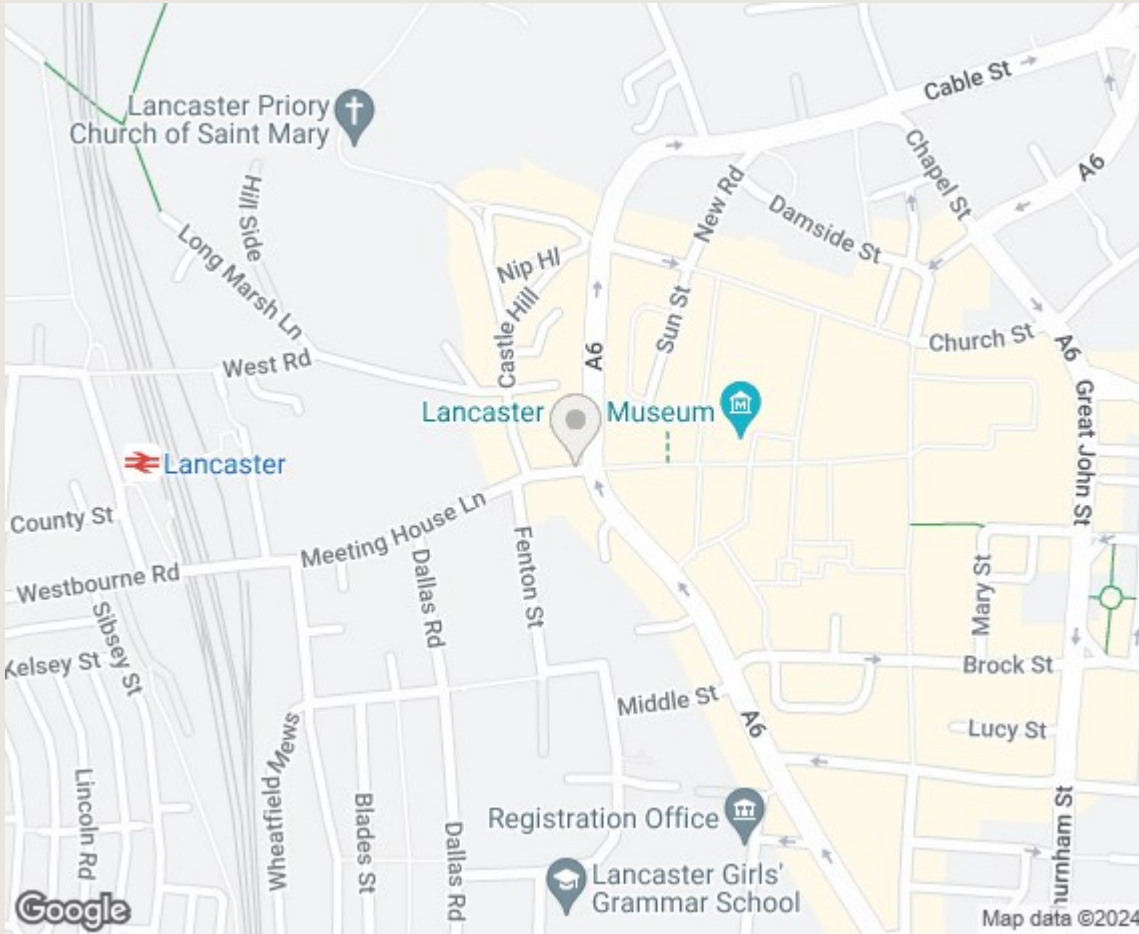 Cable St
Lancaster Priory
Church of Saint Mary
A6
Chapel St
Hill Side
New Rd
Damside St
Long Marsh Ln
Nip Hl
Castle Hill
Sun St
Church St
A6
A6
West Rd
Great John St
Lancaster Museum
Lancaster
Meeting House Ln
County St
Fenton St
Dallas Rd
Mary St
Westbourne Rd
Sibsey St
Kelsey St
Brock St
Middle St
A6
Lucy St
Wheatfield Mews
Lincoln Rd
Blades St
Dallas Rd
Registration Office
Lancaster Girls'
Grammar School
Google
Map data ©2024